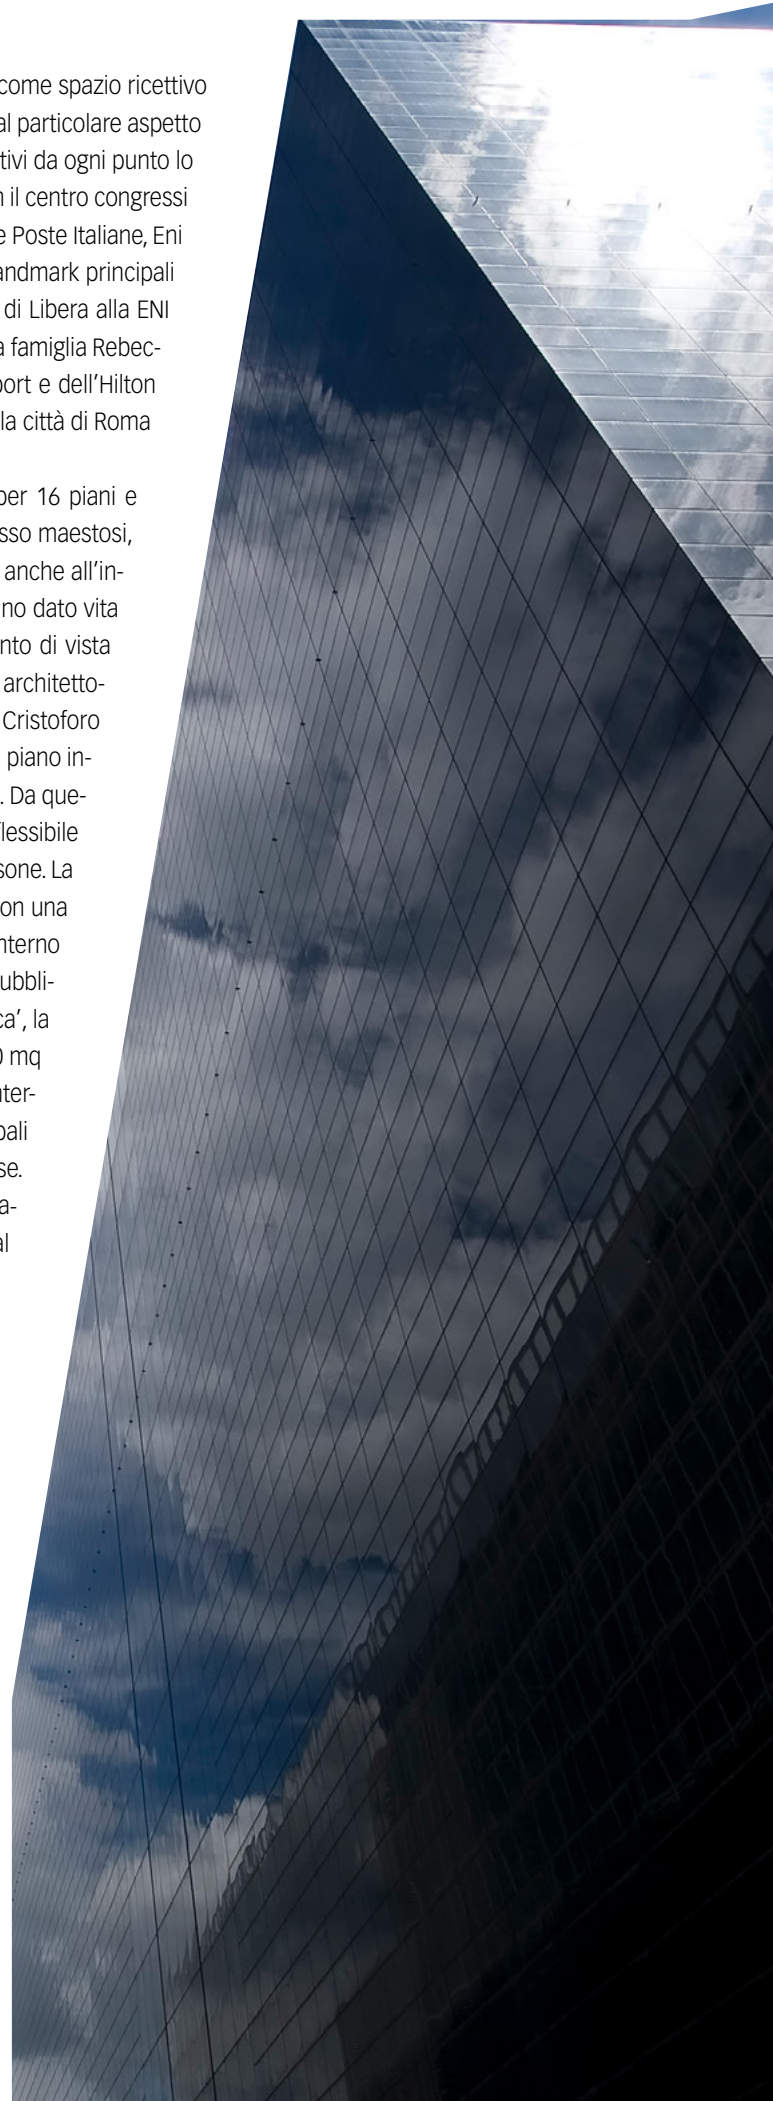 come spazio ricettivo
al particolare aspetto
tivi da ogni punto lo
il centro congressi
e Poste Italiane, Eni
andmark principali
di Libera alla ENI
a famiglia Rebec-
port e dell'Hilton
la città di Roma
per 16 piani e
sso maestosi,
anche all'in-
no dato vita
nto di vista
architetto-
Cristoforo
piano in-
. Da que-
flessibile
sone. La
on una
nterno
ubbli-
ca', la
0 mq
nter-
pali
se.
a-
al